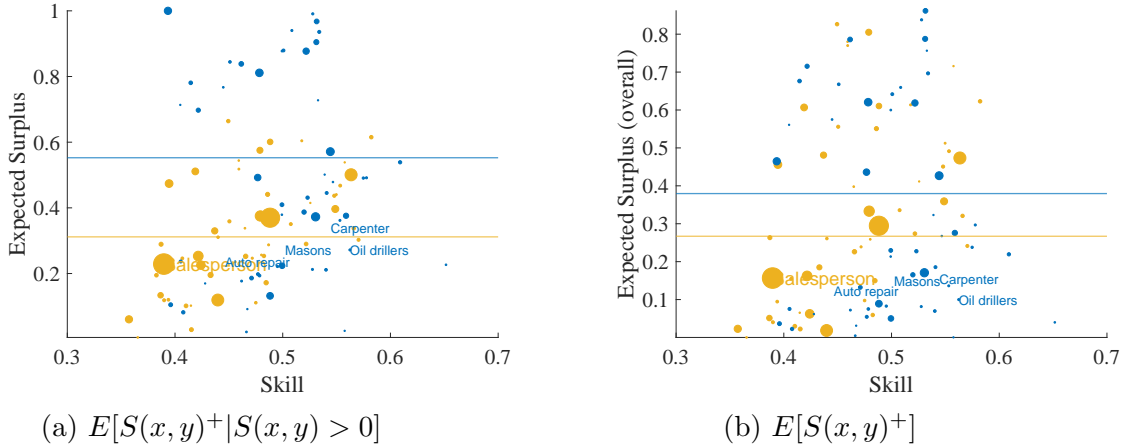 1
0.8
0.6
0.4
0.2
Expected Surplus
Carpenter
Masons
Oil drillers
Auto repair
Salesperson
0.3 0.4 0.5 0.6 0.7
Skill
(a) E[S(x, y)⁺|S(x, y) > 0]
0.8
0.7
0.6
0.5
0.4
0.3
0.2
0.1
Expected Surplus (overall)
Salesperson
Masons
Carpenter
Auto repair
Oil drillers
0.3 0.4 0.5 0.6 0.7
Skill
(b) E[S(x, y)⁺]